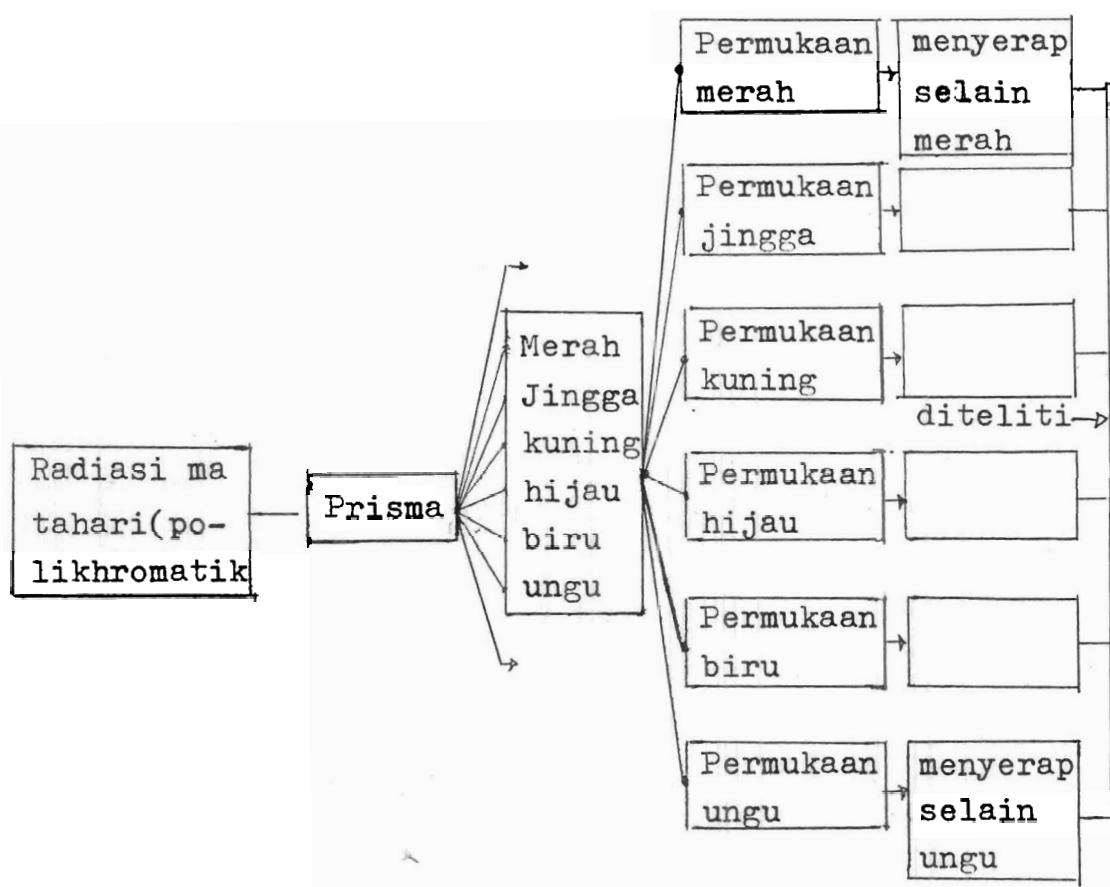 Radiasi ma
tahari(po-
likhromatik
Prisma
Merah
Jingga
kuning
hijau
biru
ungu
Permukaan
merah
menyerap
selain
merah
Permukaan
jingga
Permukaan
kuning
diteliti
Permukaan
hijau
Permukaan
biru
Permukaan
ungu
menyerap
selain
ungu